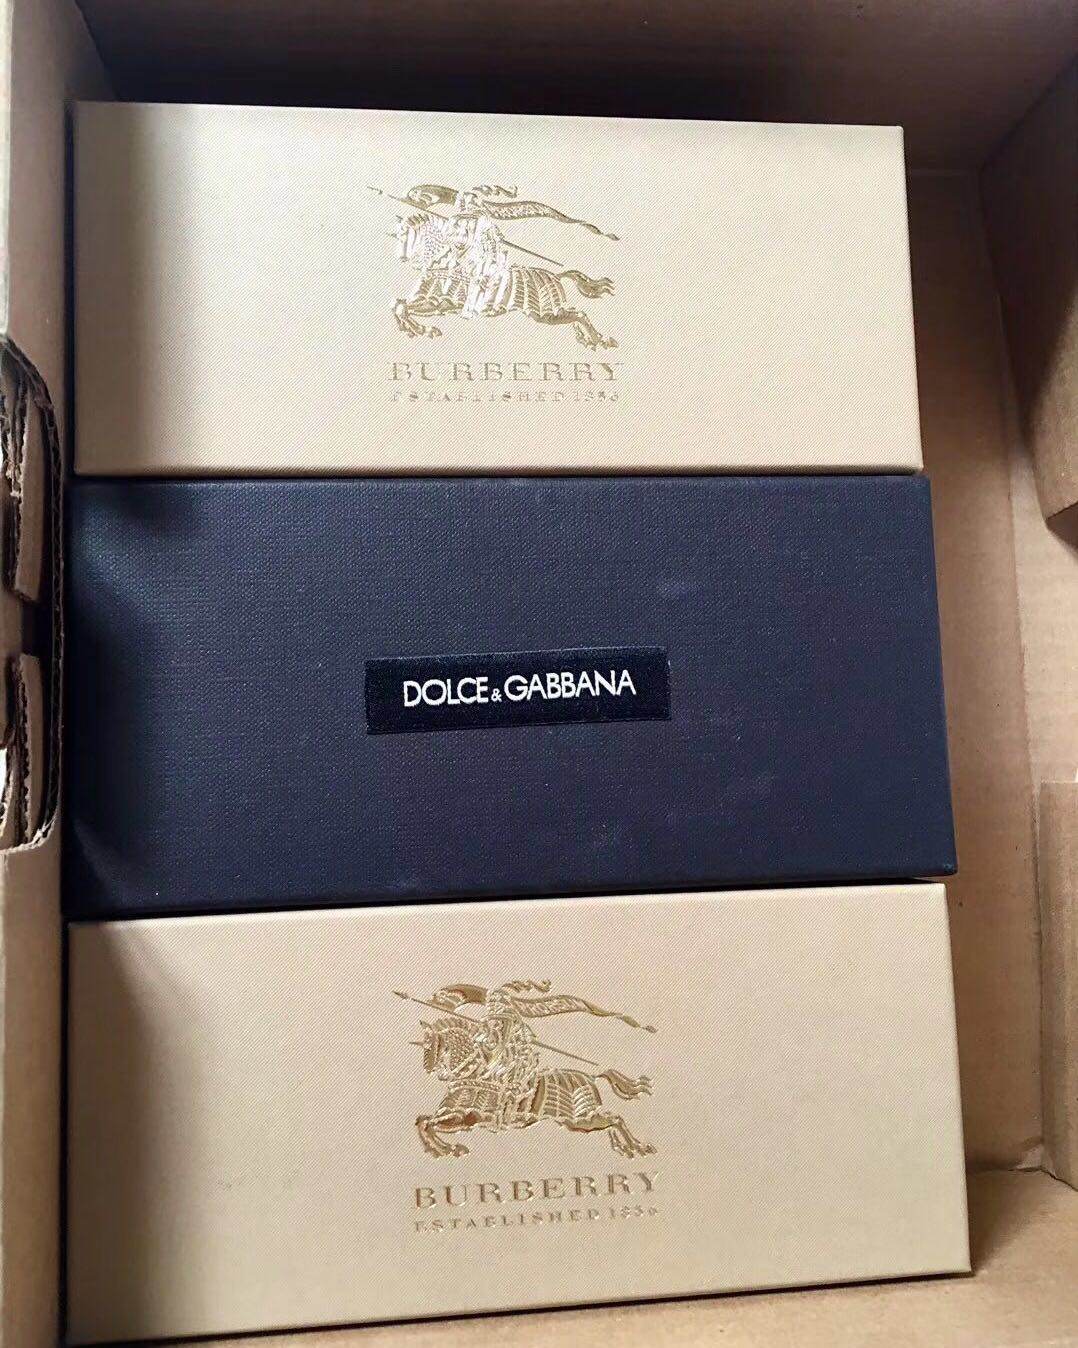 BURBERRY
ESTABLISHED 1856
DOLCE & GABBANA
BURBERRY
ESTABLISHED 1856